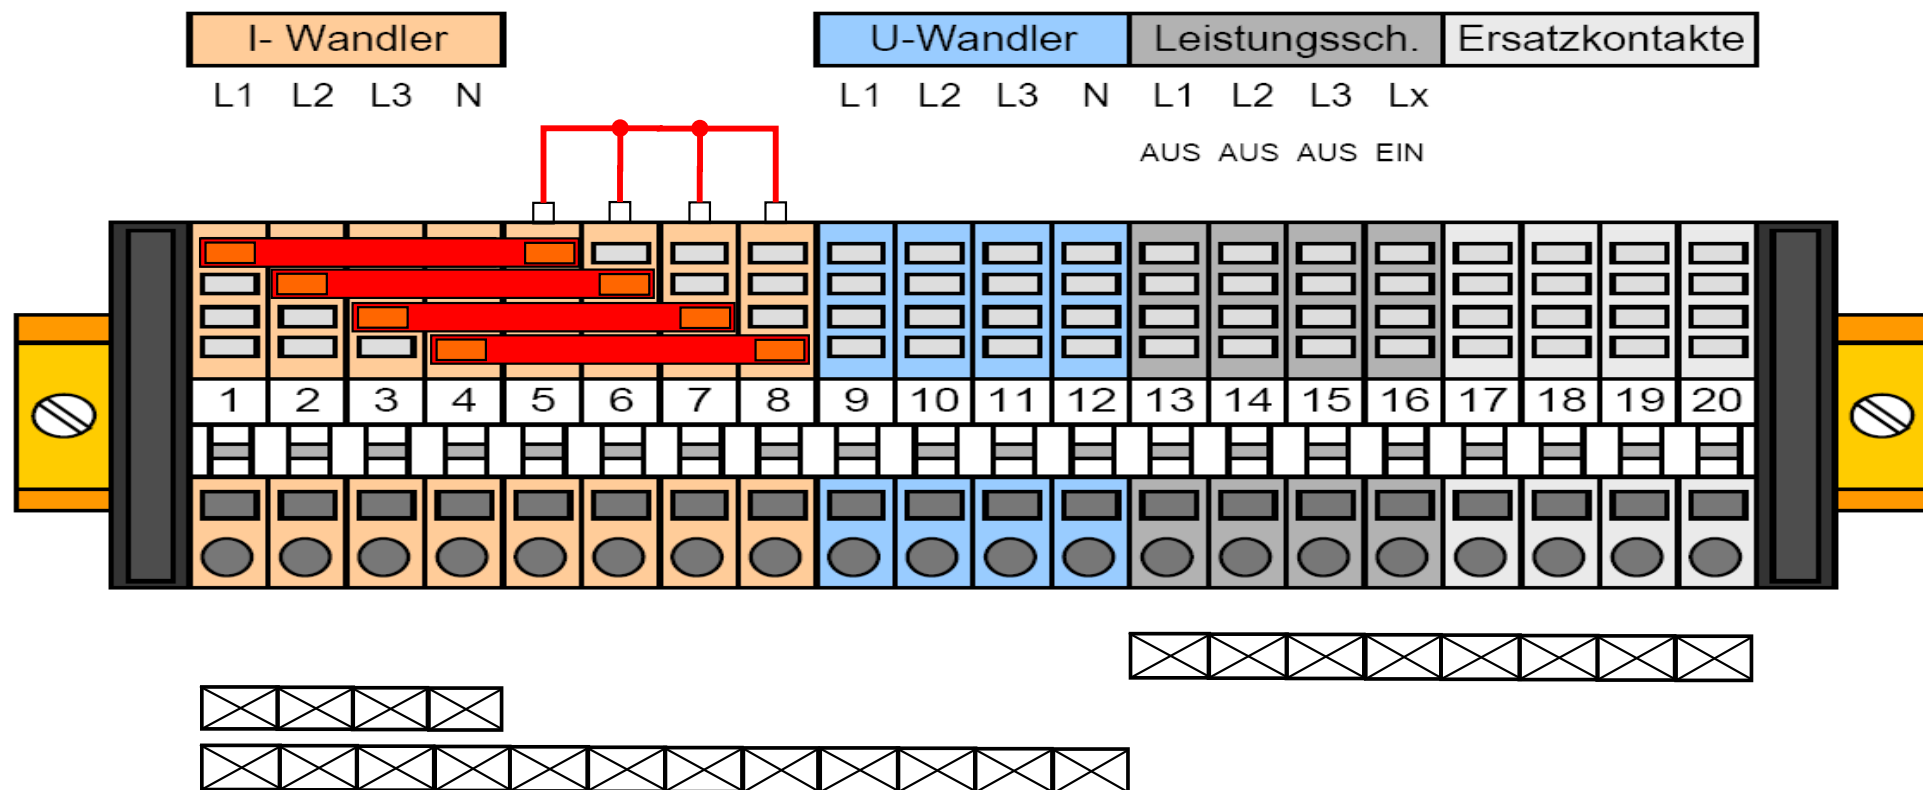 I- Wandler U-Wandler Leistungssch. Ersatzkontakte
L1 L2 L3 N L1 L2 L3 N L1 L2 L3 Lx
AUS AUS AUS EIN
1 2 3 4 5 6 7 8 9 10 11 12 13 14 15 16 17 18 19 20